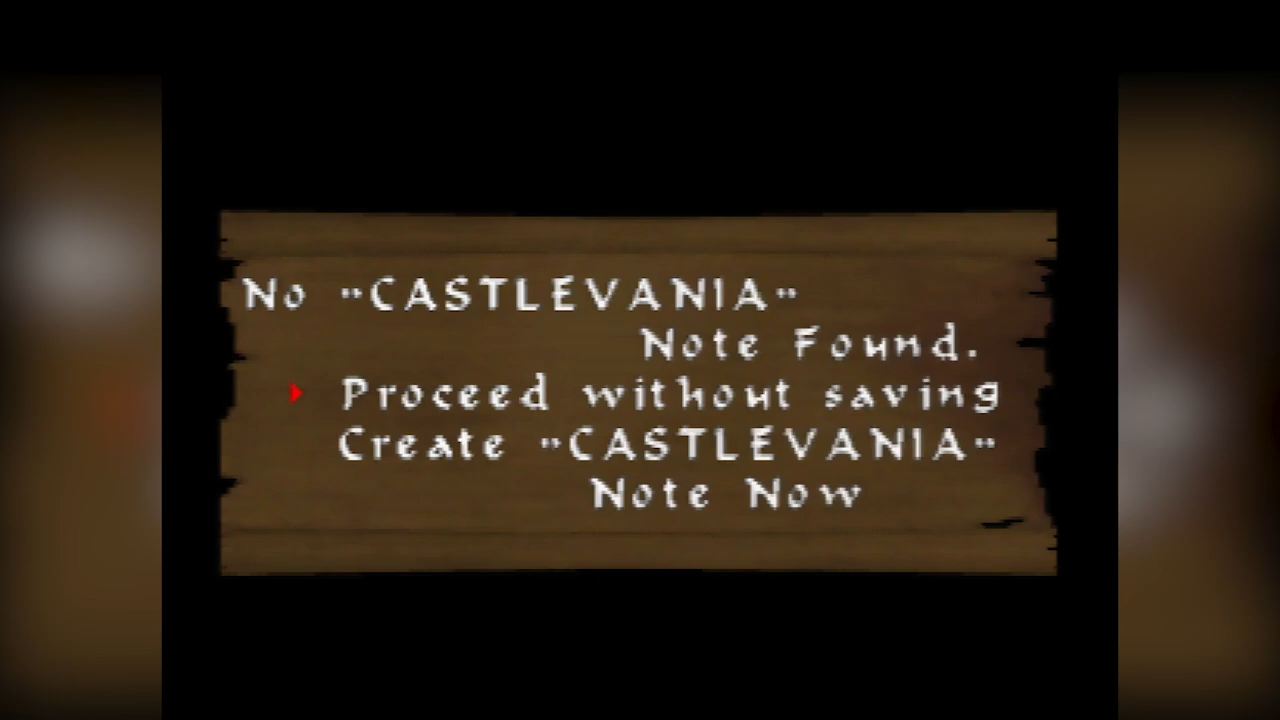 No "CASTLEVANIA"
Note Found.
Proceed without saving
Create "CASTLEVANIA"
Note Now